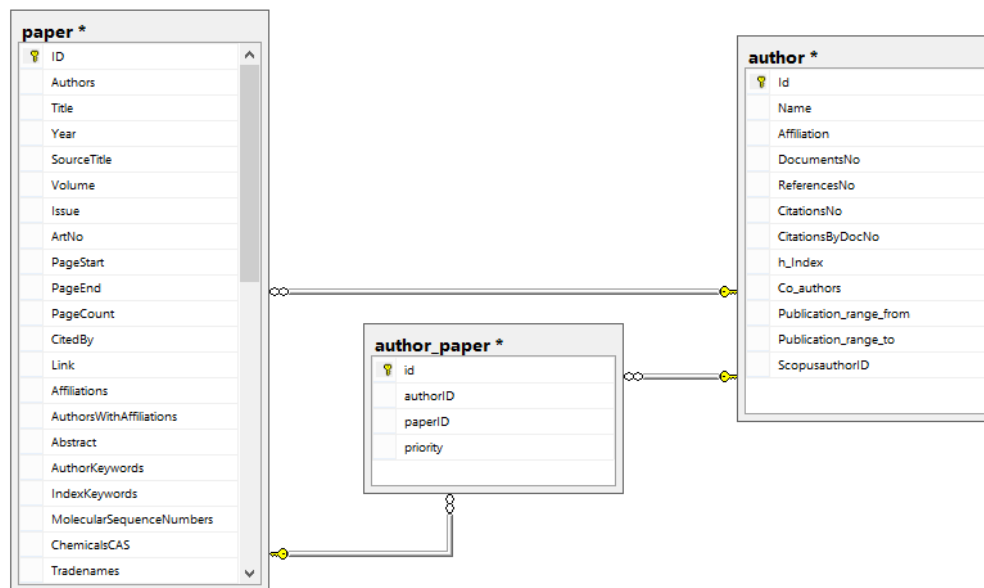 paper *
ID
Authors
Title
Year
SourceTitle
Volume
Issue
ArtNo
PageStart
PageEnd
PageCount
CitedBy
Link
Affiliations
AuthorsWithAffiliations
Abstract
AuthorKeywords
IndexKeywords
MolecularSequenceNumbers
ChemicalsCAS
Tradenames
author_paper *
id
authorID
paperID
priority
author *
Id
Name
Affiliation
DocumentsNo
ReferencesNo
CitationsNo
CitationsByDocNo
h_Index
Co_authors
Publication_range_from
Publication_range_to
ScopusauthorID